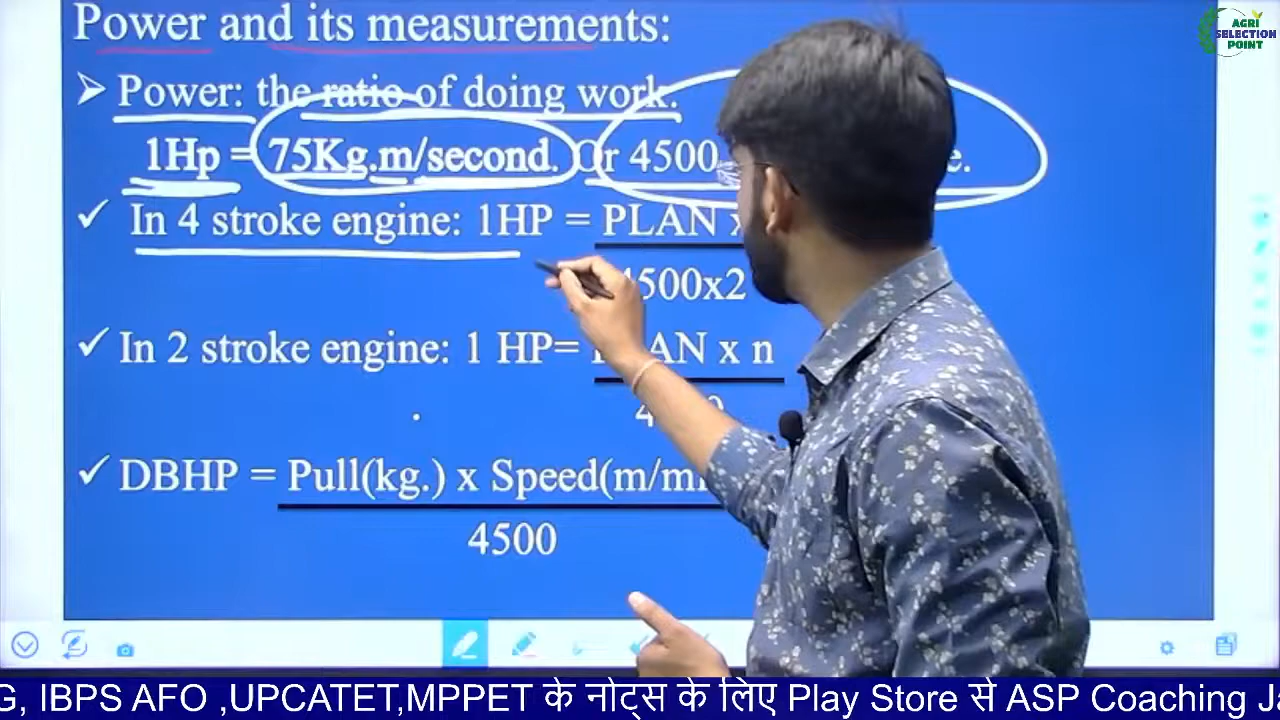 Power and its measurements:
AGRI
SELECTION
POINT
➢ Power: the ratio of doing work.
1Hp = 75Kg.m/second. Or 4500
✓ In 4 stroke engine: 1HP = PLAN x
4500x2
✓ In 2 stroke engine: 1 HP= PLAN x n
✓ DBHP = Pull(kg.) x Speed(m/mi
4500
G, IBPS AFO ,UPCATET,MPPET के नोट्स के लिए Play Store से ASP Coaching Ja